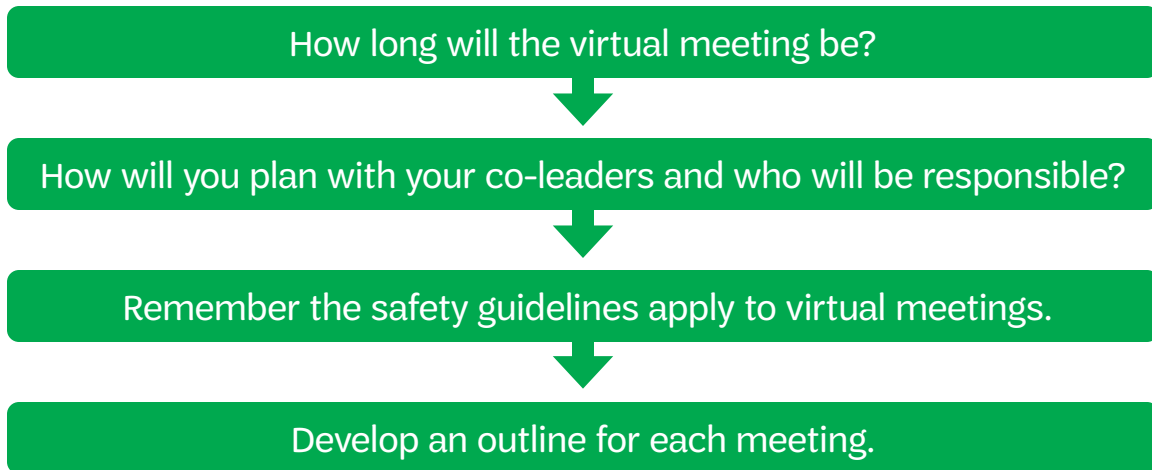 How long will the virtual meeting be?
How will you plan with your co-leaders and who will be responsible?
Remember the safety guidelines apply to virtual meetings.
Develop an outline for each meeting.